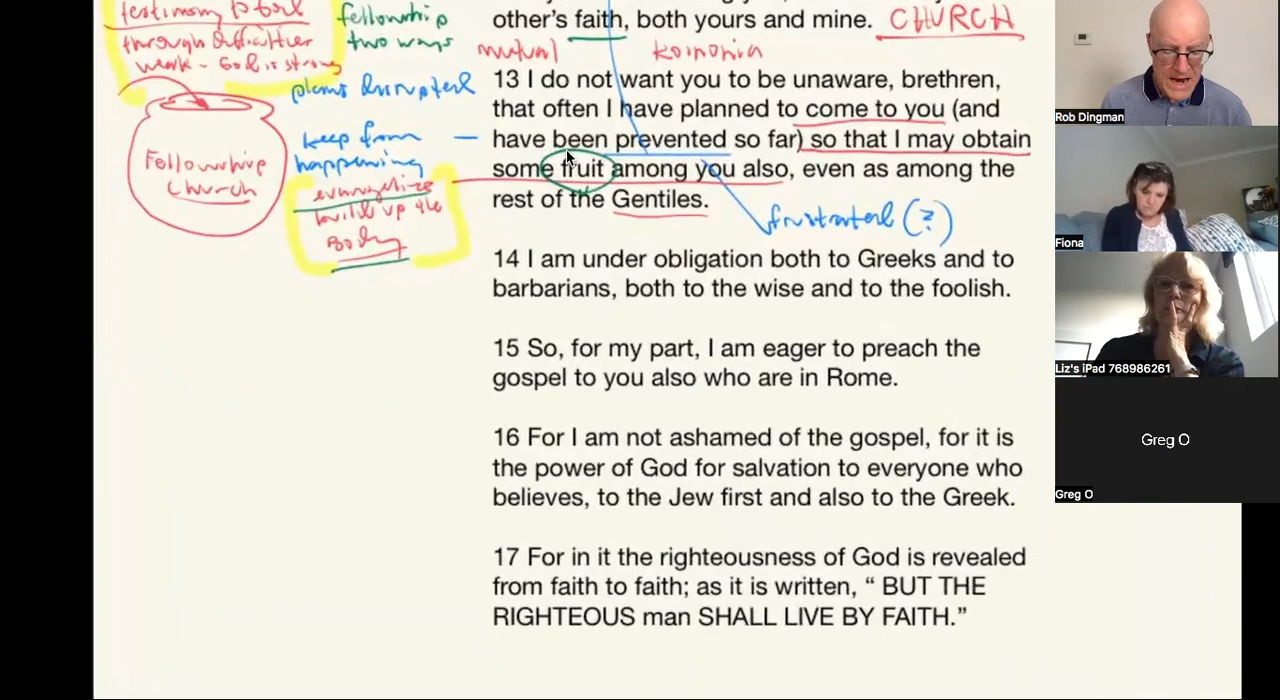 testimony to God
through difficulties
weak - God is strong
fellowship
two ways
plans disrupted
keep from
happening
evangelize
build up the
Body
Fellowship
Church
other's faith, both yours and mine. CHURCH
mutual koinonia
13 I do not want you to be unaware, brethren,
that often I have planned to come to you (and
have been prevented so far) so that I may obtain
some fruit among you also, even as among the
rest of the Gentiles.
frustrated (?)
14 I am under obligation both to Greeks and to
barbarians, both to the wise and to the foolish.
15 So, for my part, I am eager to preach the
gospel to you also who are in Rome.
16 For I am not ashamed of the gospel, for it is
the power of God for salvation to everyone who
believes, to the Jew first and also to the Greek.
17 For in it the righteousness of God is revealed
from faith to faith; as it is written, “ BUT THE
RIGHTEOUS man SHALL LIVE BY FAITH.”
Rob Dingman
Fiona
Liz's iPad 768986261
Greg O
Greg O